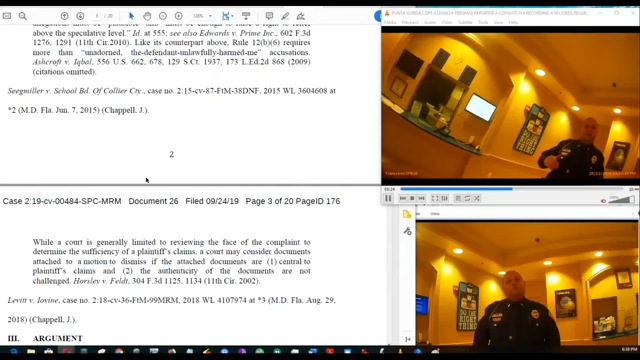 above the speculative level." Id. at 555; see also Edwards v. Prime Inc., 602 F.3d
1276, 1291 (11th Cir.2010). Like its counterpart above, Rule 12(b)(6) requires
more than "unadorned, the-defendant-unlawfully-harmed-me" accusations.
Ashcroft v. Iqbal, 556 U.S. 662, 678, 129 S.Ct. 1937, 173 L.Ed.2d 868 (2009)
(citations omitted).
Seegmiller v. School Bd. Of Collier Cty., case no. 2:15-cv-87-FtM-38DNF, 2015 WL 3604608 at
*2 (M.D. Fla. Jun. 7, 2015) (Chappell, J.).
2
Case 2:19-cv-00484-SPC-MRM Document 26 Filed 09/24/19 Page 3 of 20 PageID 176
While a court is generally limited to reviewing the face of the complaint to
determine the sufficiency of a plaintiff's claims, a court may consider documents
attached to a motion to dismiss if the attached documents are (1) central to
plaintiff's claims and (2) the authenticity of the documents are not
challenged. Horsley v. Feldt, 304 F.3d 1125, 1134 (11th Cir. 2002).
Levitt v. Iovine, case no. 2:18-cv-36-FtM-99MRM, 2018 WL 4107974 at *3 (M.D. Fla. Aug. 29,
2018) (Chappell, J.).
III. ARGUMENT
Media Playback Audio Video Subtitle Tools View Help
View
DO THE
RIGHT
THING